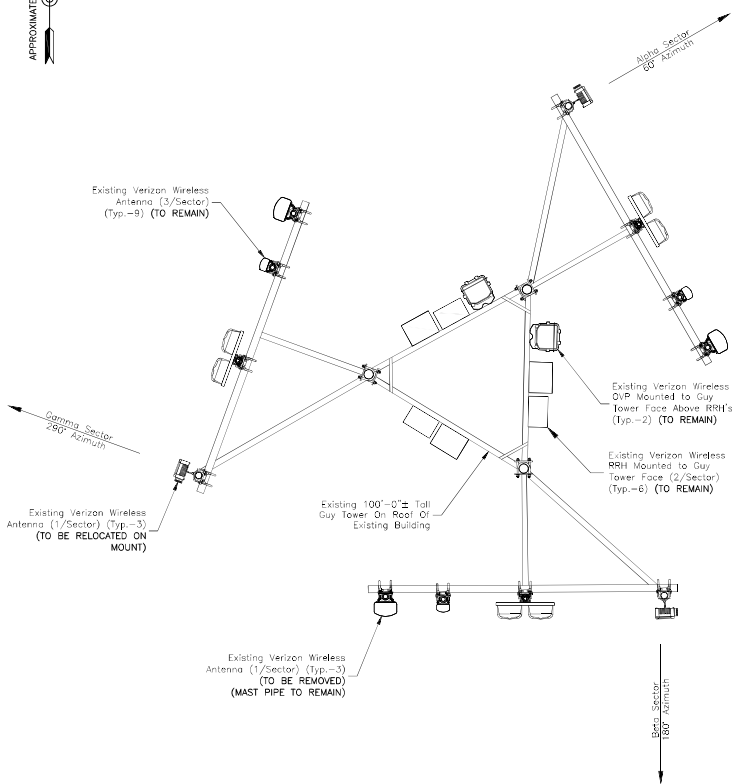 APPROXIMATE
Alpha Sector
60° Azimuth
Existing Verizon Wireless
Antenna (3/Sector)
(Typ.-9) (TO REMAIN)
Existing Verizon Wireless
OVP Mounted to Guy
Tower Face Above RRH's
(Typ.-2) (TO REMAIN)
Gamma Sector
290° Azimuth
Existing Verizon Wireless
RRH Mounted to Guy
Tower Face (2/Sector)
(Typ.-6) (TO REMAIN)
Existing 100'-0"± Tall
Guy Tower On Roof Of
Existing Building
Existing Verizon Wireless
Antenna (1/Sector) (Typ.-3)
(TO BE RELOCATED ON
MOUNT)
Existing Verizon Wireless
Antenna (1/Sector) (Typ.-3)
(TO BE REMOVED)
(MAST PIPE TO REMAIN)
Beta Sector
180° Azimuth